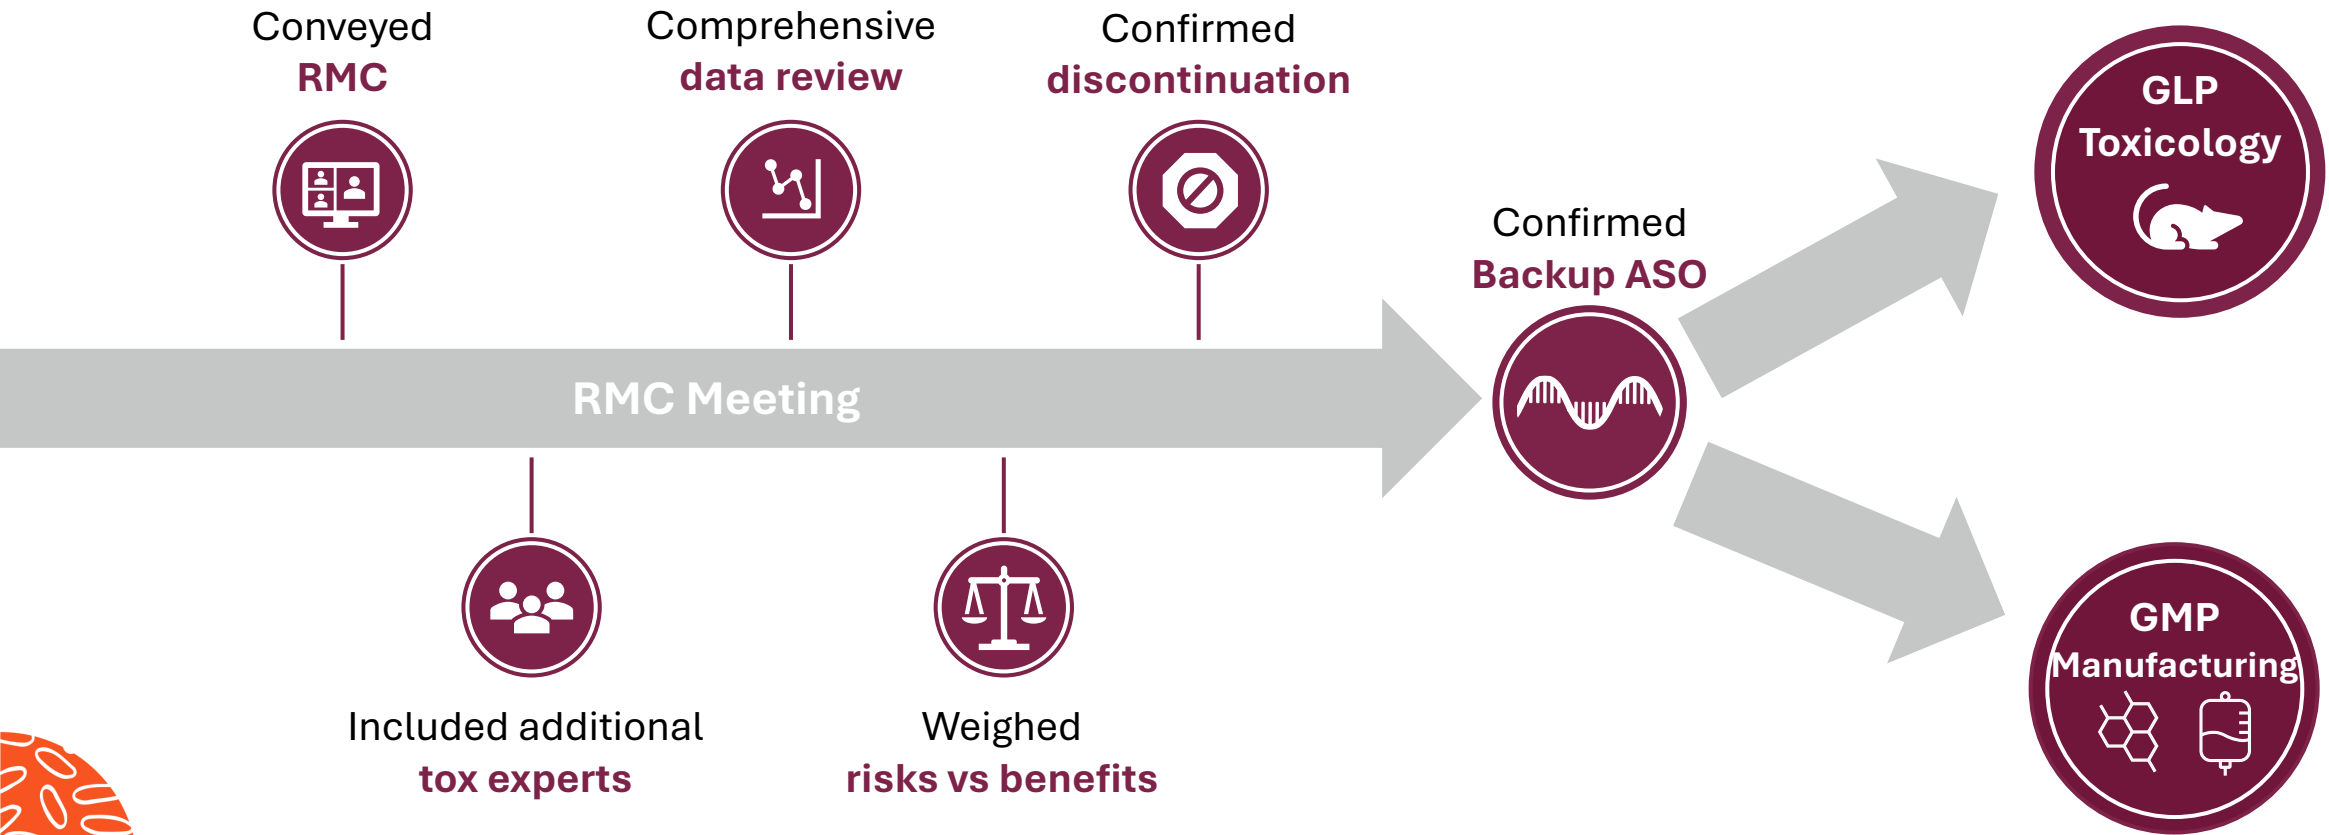 Conveyed
RMC
Comprehensive
data review
Confirmed
discontinuation
RMC Meeting
Included additional
tox experts
Weighed
risks vs benefits
Confirmed
Backup ASO
GLP
Toxicology
GMP
Manufacturing